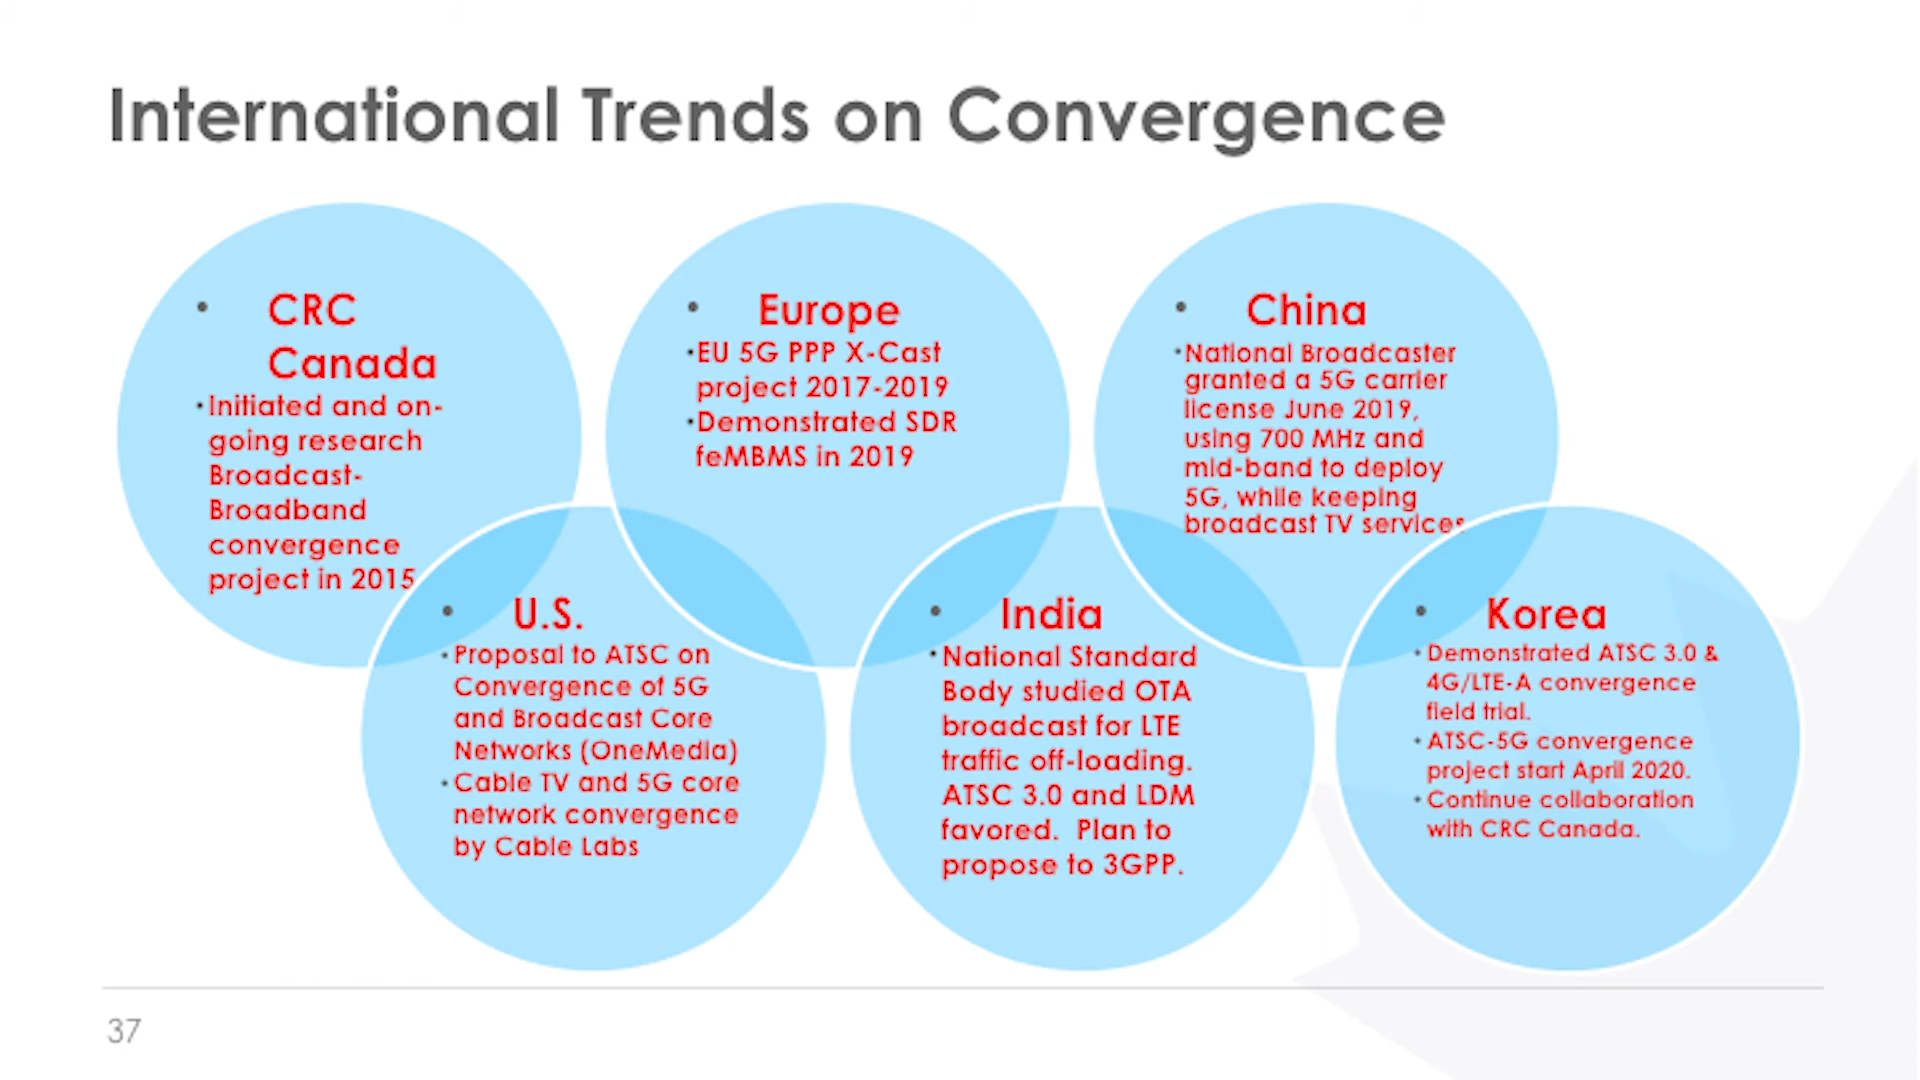 International Trends on Convergence
• CRC
Canada
•Initiated and on-
going research
Broadcast-
Broadband
convergence
project in 2015
• Europe
•EU 5G PPP X-Cast
project 2017-2019
•Demonstrated SDR
feMBMS in 2019
• China
•National Broadcaster
granted a 5G carrier
license June 2019,
using 700 MHz and
mid-band to deploy
5G, while keeping
broadcast TV services
• U.S.
•Proposal to ATSC on
Convergence of 5G
and Broadcast Core
Networks (OneMedia)
•Cable TV and 5G core
network convergence
by Cable Labs
• India
•National Standard
Body studied OTA
broadcast for LTE
traffic off-loading.
ATSC 3.0 and LDM
favored.  Plan to
propose to 3GPP.
• Korea
•Demonstrated ATSC 3.0 &
4G/LTE-A convergence
field trial.
•ATSC-5G convergence
project start April 2020.
•Continue collaboration
with CRC Canada.
37